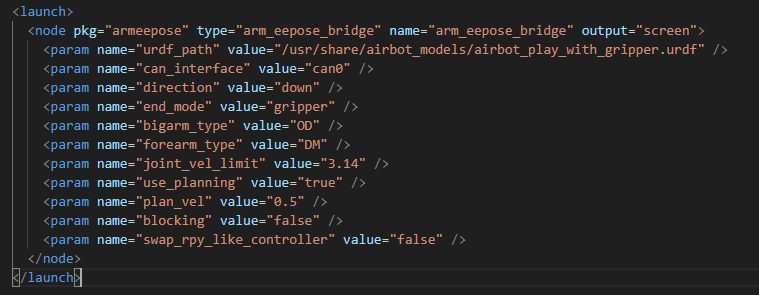 <launch>
<node pkg="armeepose" type="arm_eepose_bridge" name="arm_eepose_bridge" output="screen">
<param name="urdf_path" value="/usr/share/airbot_models/airbot_play_with_gripper.urdf" />
<param name="can_interface" value="can0" />
<param name="direction" value="down" />
<param name="end_mode" value="gripper" />
<param name="bigarm_type" value="OD" />
<param name="forearm_type" value="DM" />
<param name="joint_vel_limit" value="3.14" />
<param name="use_planning" value="true" />
<param name="plan_vel" value="0.5" />
<param name="blocking" value="false" />
<param name="swap_rpy_like_controller" value="false" />
</node>
</launch>